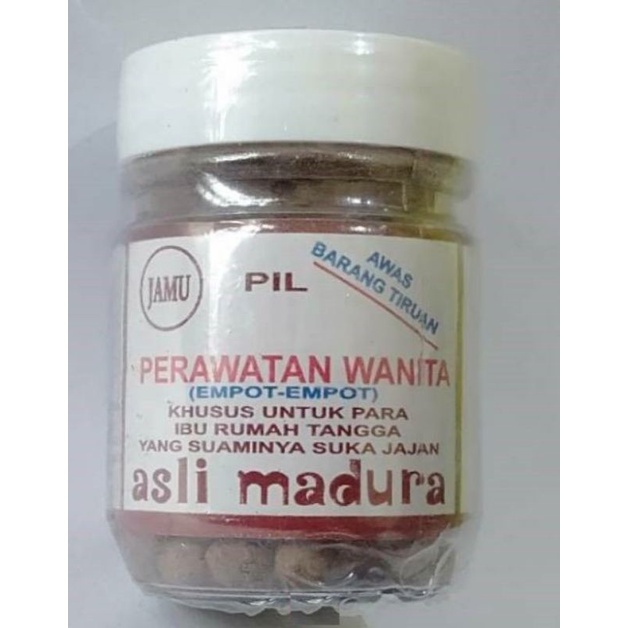 JAMU
PIL
AWAS
BARANG TIRUAN
PERAWATAN WANITA
(EMPOT-EMPOT)
KHUSUS UNTUK PARA
IBU RUMAH TANGGA
YANG SUAMINYA SUKA JAJAN
asli madura